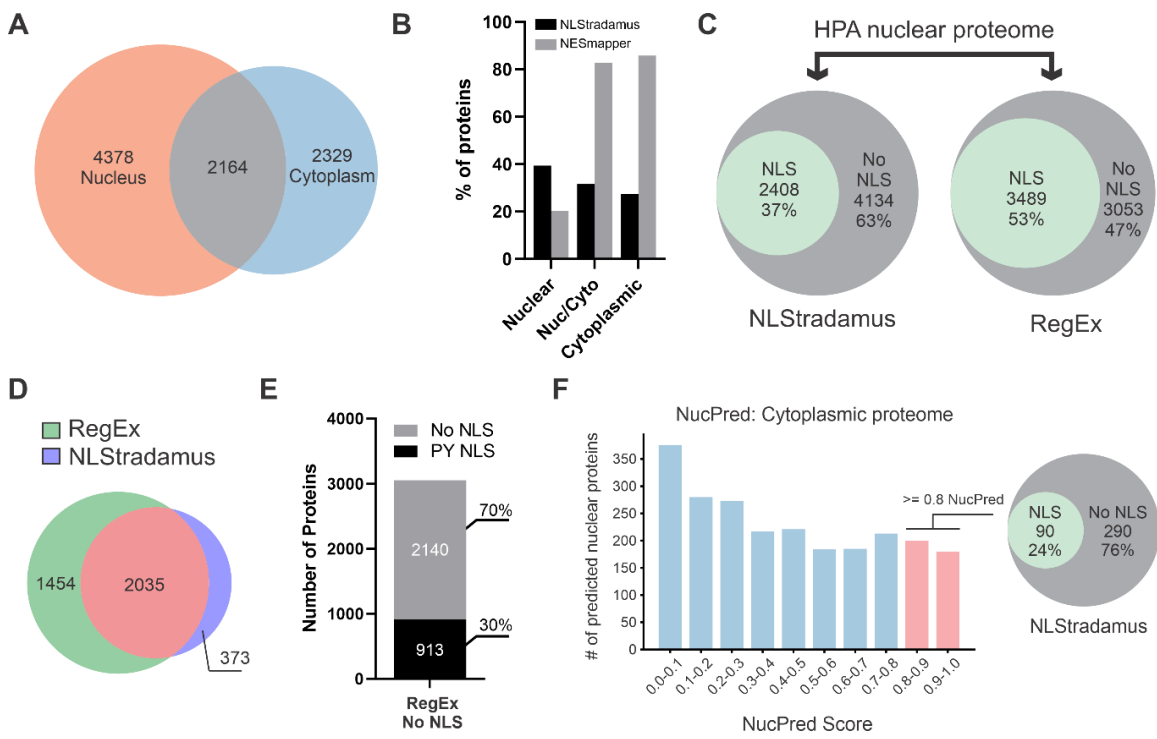 A
4378
Nucleus
2164
2329
Cytoplasm
B
NLStradamus
NESmapper
% of proteins
100
80
60
40
20
0
Nuclear
Nuc/Cyto
Cytoplasmic
C
HPA nuclear proteome
NLS
2408
37%
No
NLS
4134
63%
NLStradamus
NLS
3489
53%
No
NLS
3053
47%
RegEx
D
RegEx
NLStradamus
1454
2035
373
E
No NLS
PY NLS
Number of Proteins
4000
3000
2000
1000
0
2140
913
70%
30%
RegEx
No NLS
F
NucPred: Cytoplasmic proteome
# of predicted nuclear proteins
350
300
250
200
150
100
50
0
>= 0.8 NucPred
0.0-0.1
0.1-0.2
0.2-0.3
0.3-0.4
0.4-0.5
0.5-0.6
0.6-0.7
0.7-0.8
0.8-0.9
0.9-1.0
NucPred Score
NLS
90
24%
No NLS
290
76%
NLStradamus